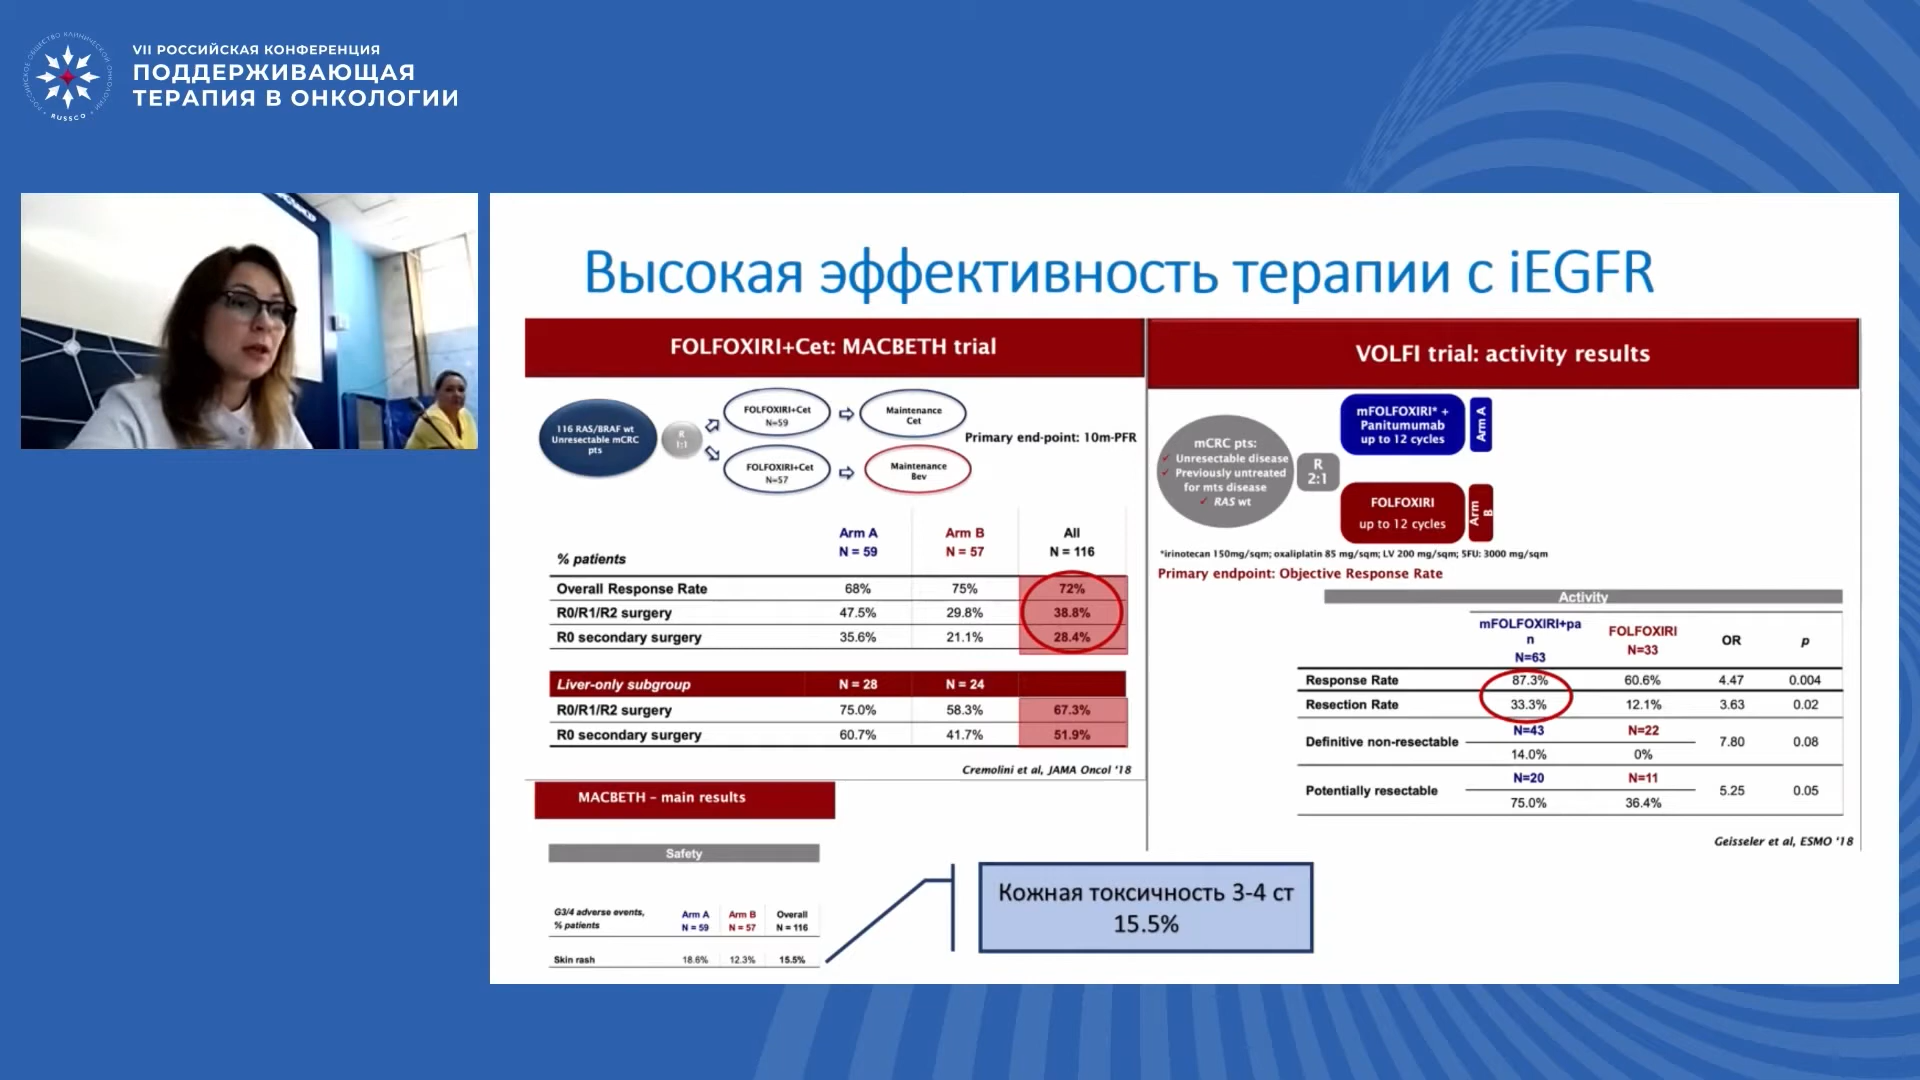 VII РОССИЙСКАЯ КОНФЕРЕНЦИЯ
ПОДДЕРЖИВАЮЩАЯ
ТЕРАПИЯ В ОНКОЛОГИИ
РОССИЙСКОЕ ОБЩЕСТВО КЛИНИЧЕСКОЙ ОНКОЛОГИИ
RUSSCO
Высокая эффективность терапии с iEGFR
FOLFOXIRI+Cet: MACBETH trial
116 RAS/BRAF wt
Unresectable mCRC
pts
R
1:1
FOLFOXIRI+Cet
N=59
Maintenance
Cet
FOLFOXIRI+Cet
N=57
Maintenance
Bev
Primary end-point: 10m-PFR
% patients
Arm A
N = 59
Arm B
N = 57
All
N = 116
Overall Response Rate 68% 75% 72%
R0/R1/R2 surgery 47.5% 29.8% 38.8%
R0 secondary surgery 35.6% 21.1% 28.4%
Liver-only subgroup N = 28 N = 24
R0/R1/R2 surgery 75.0% 58.3% 67.3%
R0 secondary surgery 60.7% 41.7% 51.9%
Cremolini et al, JAMA Oncol '18
MACBETH – main results
Safety
G3/4 adverse events,
% patients
Arm A
N = 59
Arm B
N = 57
Overall
N = 116
Skin rash 18.6% 12.3% 15.5%
Кожная токсичность 3-4 ст
15.5%
VOLFI trial: activity results
mCRC pts:
✓ Unresectable disease
✓ Previously untreated
for mts disease
✓ RAS wt
R
2:1
mFOLFOXIRI* +
Panitumumab
up to 12 cycles
Arm A
FOLFOXIRI
up to 12 cycles
Arm
B
*irinotecan 150mg/sqm; oxaliplatin 85 mg/sqm; LV 200 mg/sqm; 5FU: 3000 mg/sqm
Primary endpoint: Objective Response Rate
Activity
mFOLFOXIRI+pa
n
N=63
FOLFOXIRI
N=33
OR
p
Response Rate 87.3% 60.6% 4.47 0.004
Resection Rate 33.3% 12.1% 3.63 0.02
Definitive non-resectable N=43 N=22 7.80 0.08
14.0% 0%
Potentially resectable N=20 N=11 5.25 0.05
75.0% 36.4%
Geisseler et al, ESMO '18